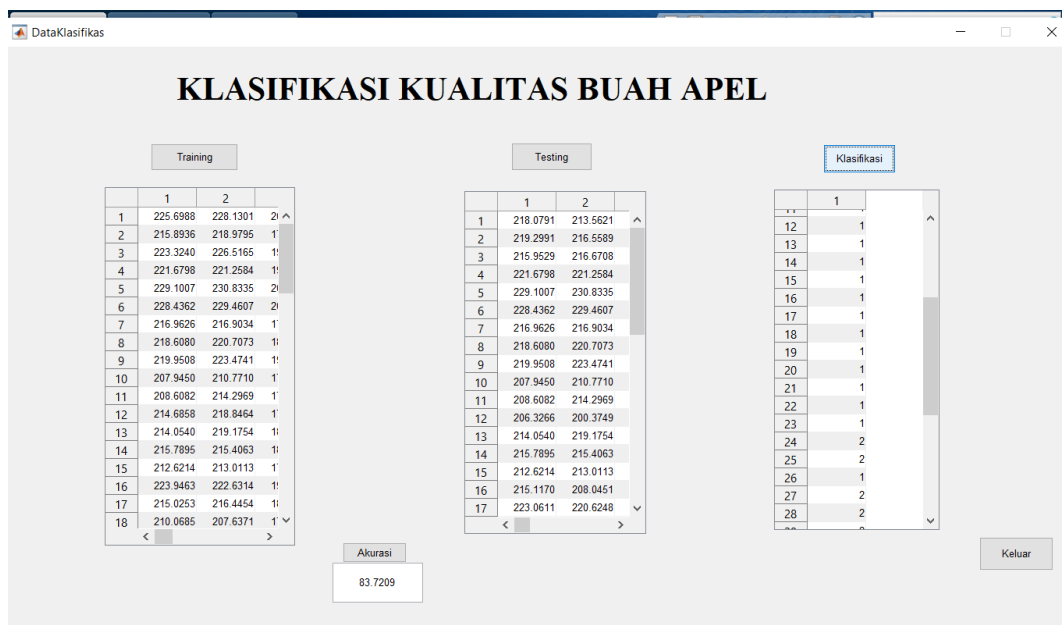 DataKlasifikas
KLASIFIKASI KUALITAS BUAH APEL
Training
1 2
1 225.6988 228.1301
2 215.8936 218.9795
3 223.3240 226.5165
4 221.6798 221.2584
5 229.1007 230.8335
6 228.4362 229.4607
7 216.9626 216.9034
8 218.6080 220.7073
9 219.9508 223.4741
10 207.9450 210.7710
11 208.6082 214.2969
12 214.6858 218.8464
13 214.0540 219.1754
14 215.7895 215.4063
15 212.6214 213.0113
16 223.9463 222.6314
17 215.0253 216.4454
18 210.0685 207.6371
Testing
1 2
1 218.0791 213.5621
2 219.2991 216.5589
3 215.9529 216.6708
4 221.6798 221.2584
5 229.1007 230.8335
6 228.4362 229.4607
7 216.9626 216.9034
8 218.6080 220.7073
9 219.9508 223.4741
10 207.9450 210.7710
11 208.6082 214.2969
12 206.3266 200.3749
13 214.0540 219.1754
14 215.7895 215.4063
15 212.6214 213.0113
16 215.1170 208.0451
17 223.0611 220.6248
Klasifikasi
1
12 1
13 1
14 1
15 1
16 1
17 1
18 1
19 1
20 1
21 1
22 1
23 1
24 2
25 2
26 1
27 2
28 2
Akurasi
83.7209
Keluar